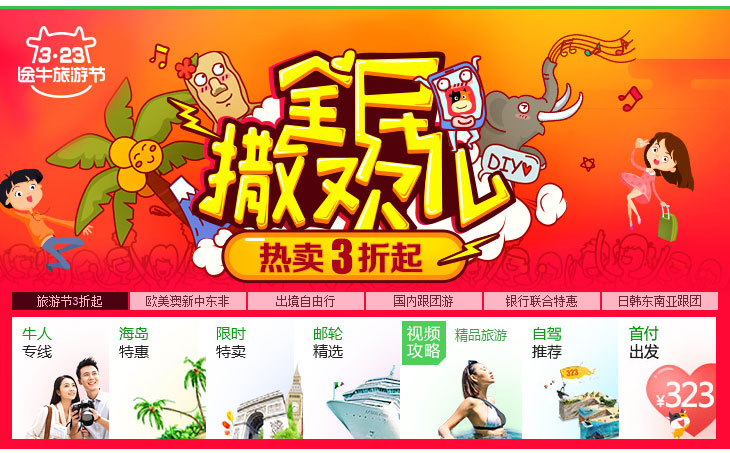 3·23
途牛旅游节
全民
撒欢儿
DIY
热卖3折起
旅游节3折起
欧美澳新中东非
出境自由行
国内跟团游
银行联合特惠
日韩东南亚跟团
牛人
专线
海岛
特惠
限时
特卖
邮轮
精选
视频
攻略
精品旅游
自驾
推荐
323
首付
出发
¥323